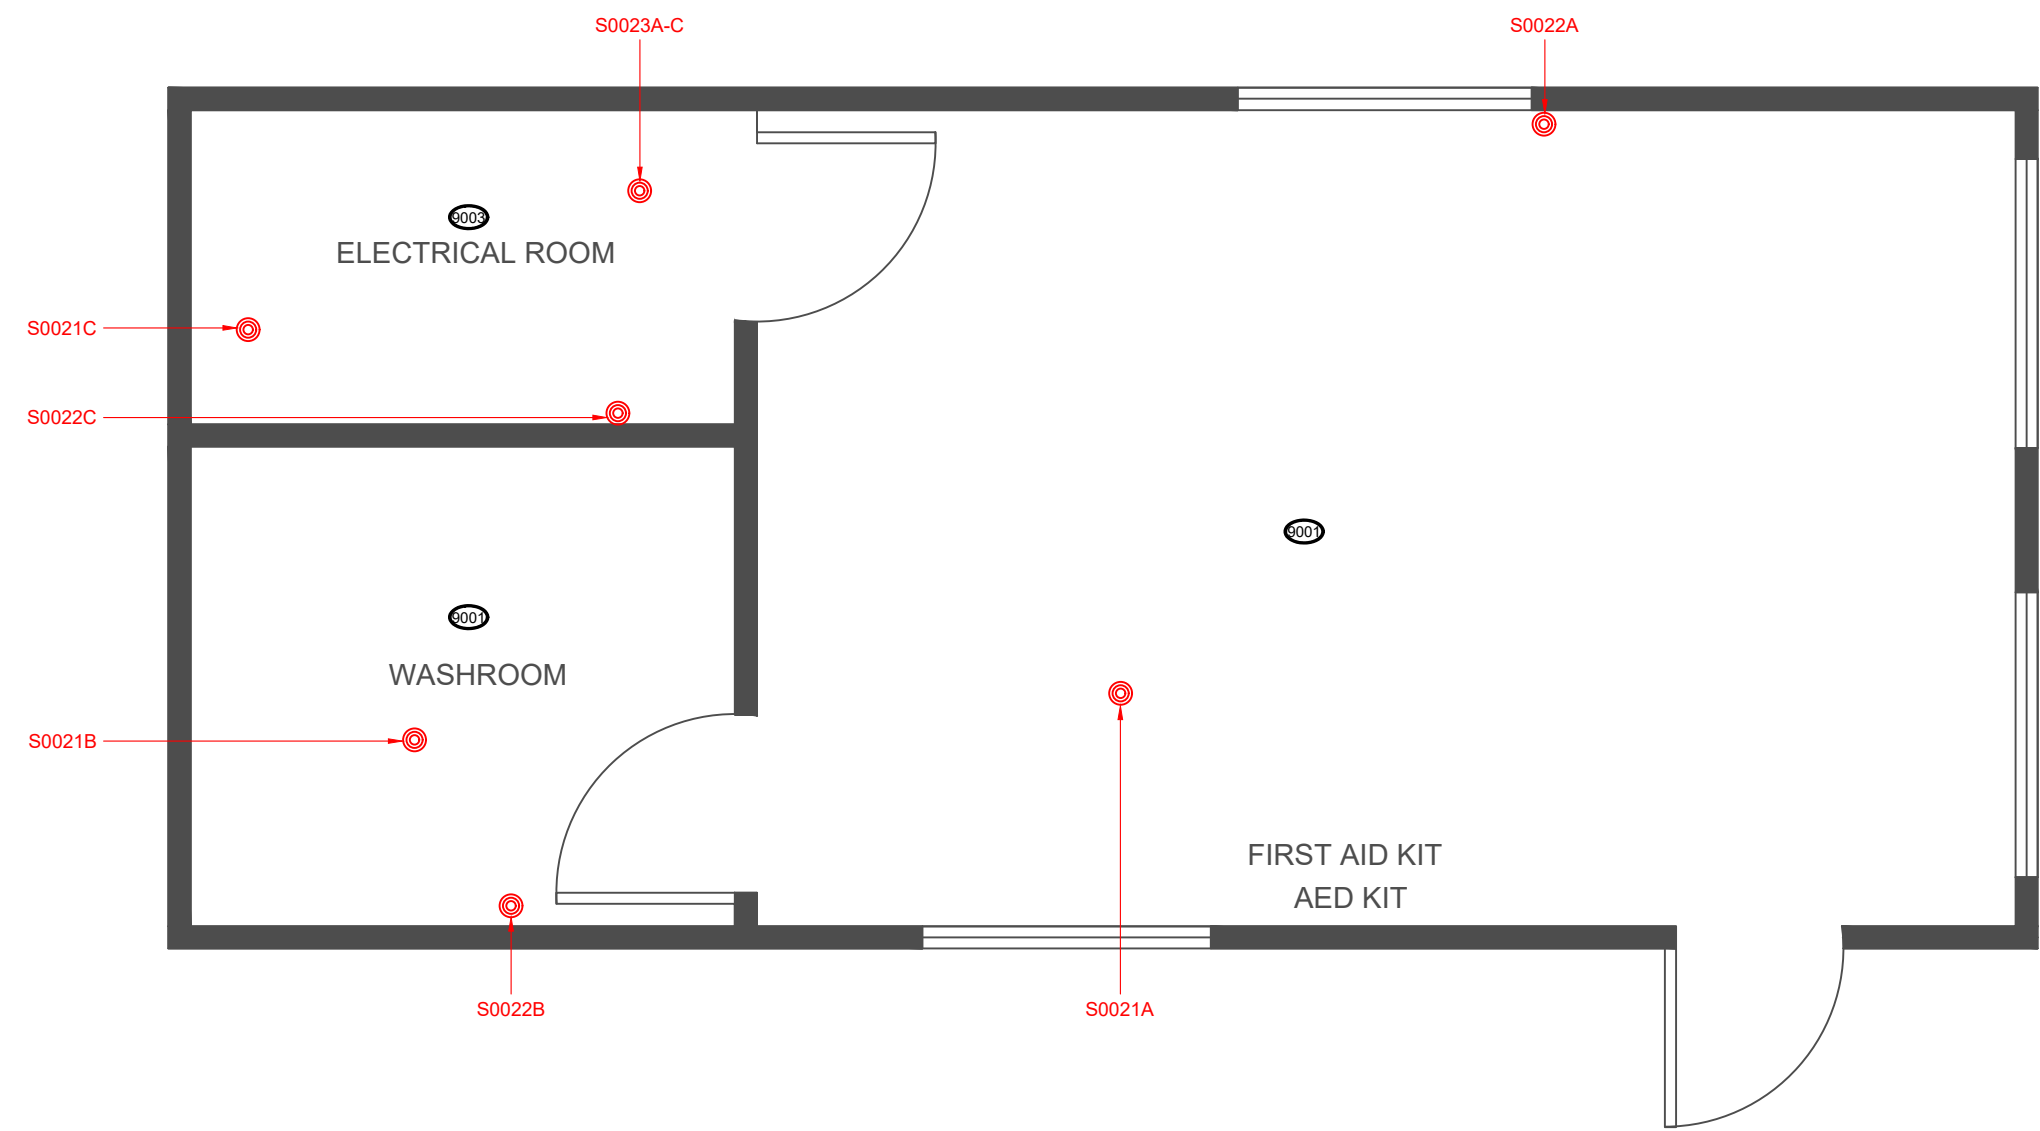 S0023A-C
S0022A
9003
ELECTRICAL ROOM
S0021C
S0022C
9001
9001
WASHROOM
S0021B
FIRST AID KIT
AED KIT
S0022B
S0021A